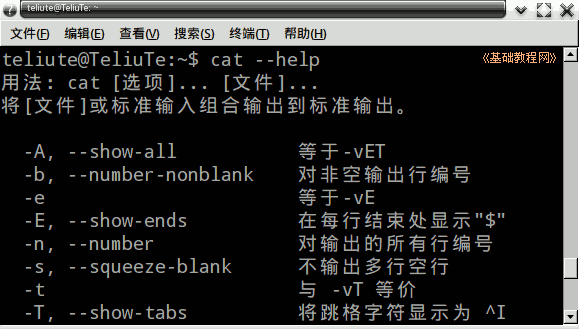 teliute@TeliuTe: ~
文件(F) 编辑(E) 查看(V) 搜索(S) 终端(T) 帮助(H)
teliute@TeliuTe:~$ cat --help
《基础教程网》
用法: cat [选项]... [文件]...
将[文件]或标准输入组合输出到标准输出。
-A, --show-all 等于-vET
-b, --number-nonblank 对非空输出行编号
-e 等于-vE
-E, --show-ends 在每行结束处显示"$"
-n, --number 对输出的所有行编号
-s, --squeeze-blank 不输出多行空行
-t 与 -vT 等价
-T, --show-tabs 将跳格字符显示为 ^I